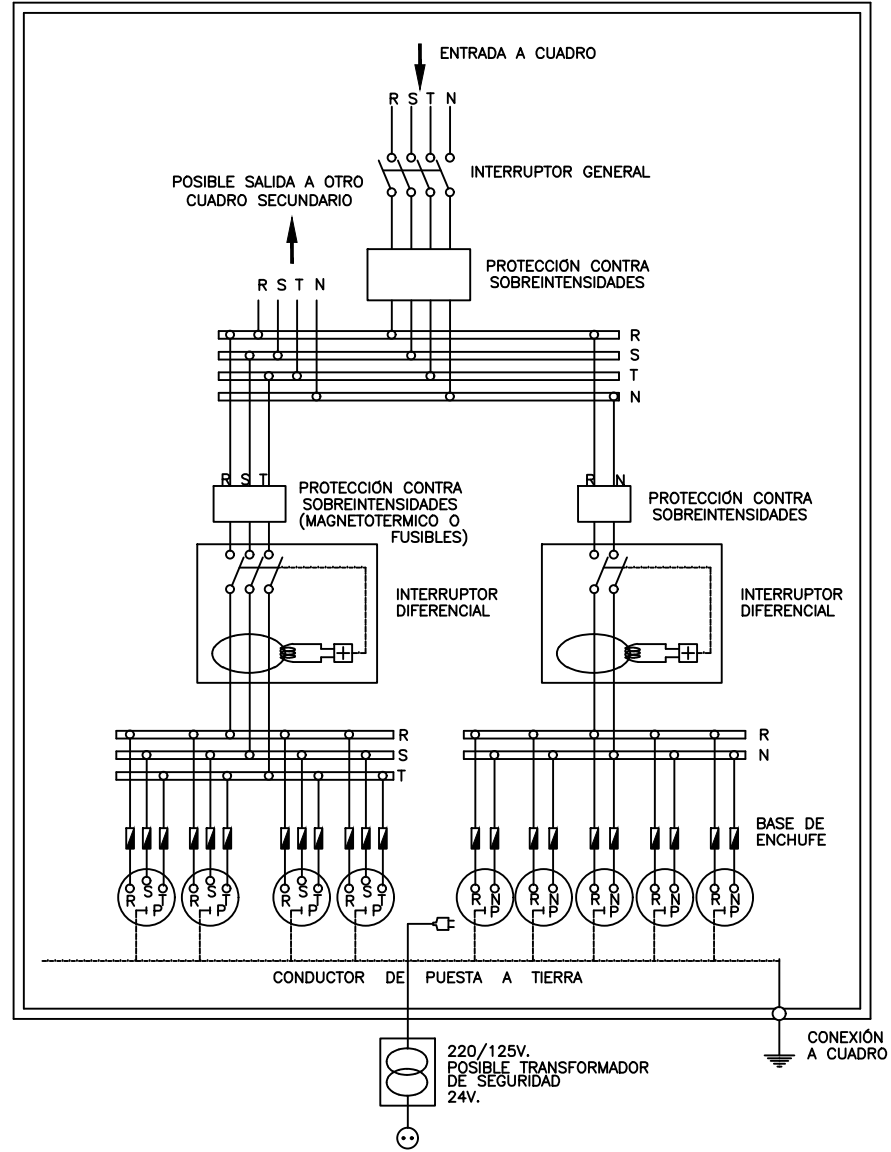 ENTRADA A CUADRO
R S T N
INTERRUPTOR GENERAL
POSIBLE SALIDA A OTRO
CUADRO SECUNDARIO
PROTECCIÓN CONTRA
SOBREINTENSIDADES
R S T N
R
S
T
N
R S T
PROTECCIÓN CONTRA
SOBREINTENSIDADES
(MAGNETOTERMICO O
FUSIBLES)
R N
PROTECCIÓN CONTRA
SOBREINTENSIDADES
INTERRUPTOR
DIFERENCIAL
INTERRUPTOR
DIFERENCIAL
R
S
T
R
N
BASE DE
ENCHUFE
R S T
P
R S T
P
R S T
P
R S T
P
R N
P
R N
P
R N
P
R N
P
R N
P
CONDUCTOR DE PUESTA A TIERRA
CONEXIÓN
A CUADRO
220/125V.
POSIBLE TRANSFORMADOR
DE SEGURIDAD
24V.